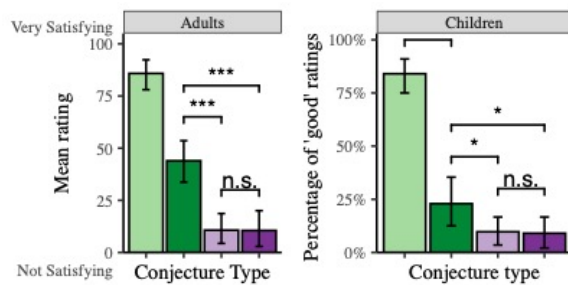 Very Satisfying
Adults
100
75
50
25
0
Mean rating
***
***
n.s.
Not Satisfying
Conjecture Type
Children
100%
75%
50%
25%
0%
Percentage of 'good' ratings
*
*
n.s.
Conjecture type